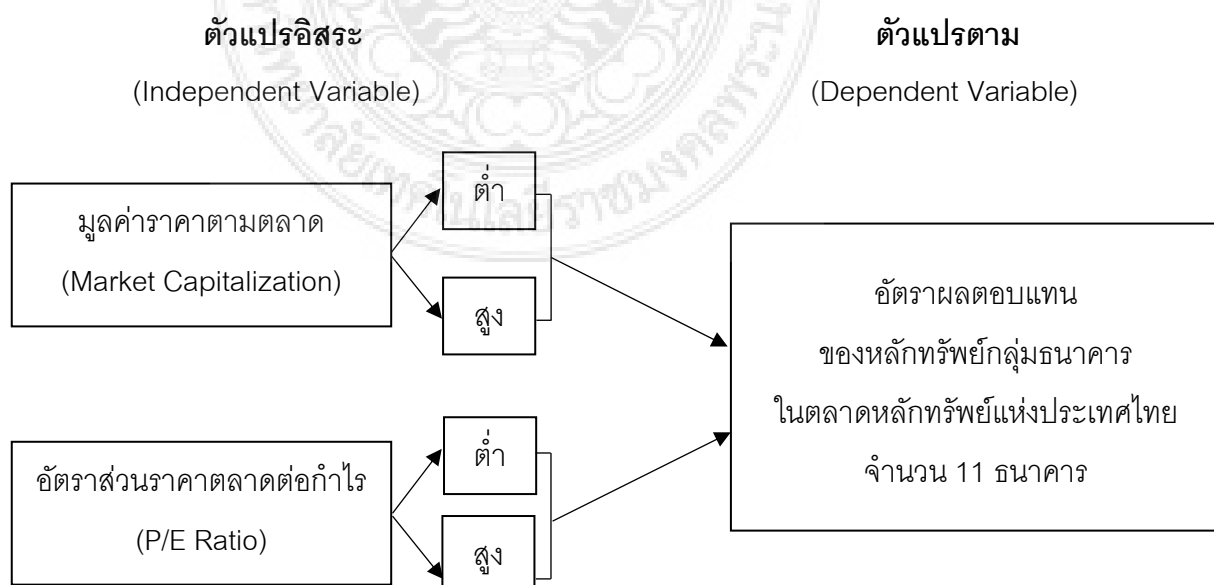 ตัวแปรอิสระ
(Independent Variable)
ตัวแปรตาม
(Dependent Variable)
มูลค่าราคาตามตลาด
(Market Capitalization)
ต่ำ
สูง
อัตราส่วนราคาตลาดต่อกำไร
(P/E Ratio)
ต่ำ
สูง
อัตราผลตอบแทน
ของหลักทรัพย์กลุ่มธนาคาร
ในตลาดหลักทรัพย์แห่งประเทศไทย
จำนวน 11 ธนาคาร